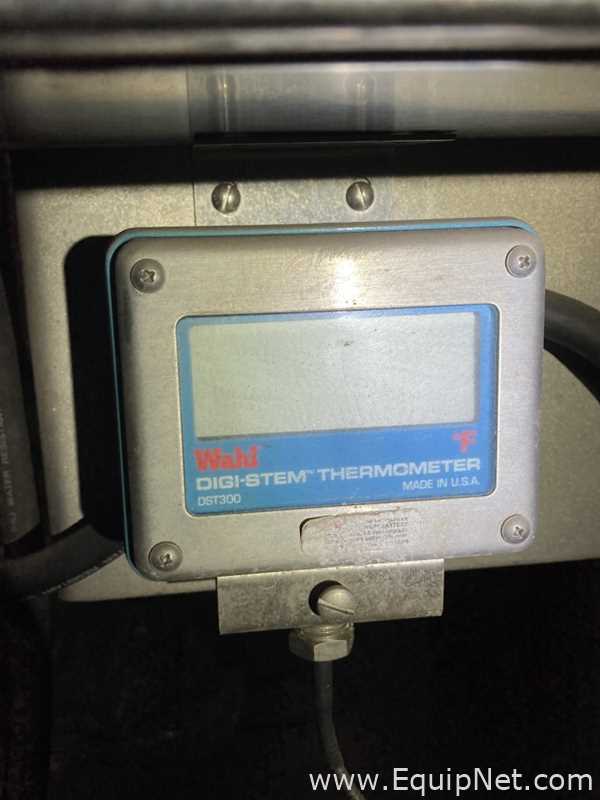 Wahl °F
DIGI-STEM™ THERMOMETER
DST300 MADE IN U.S.A.
www.EquipNet.com